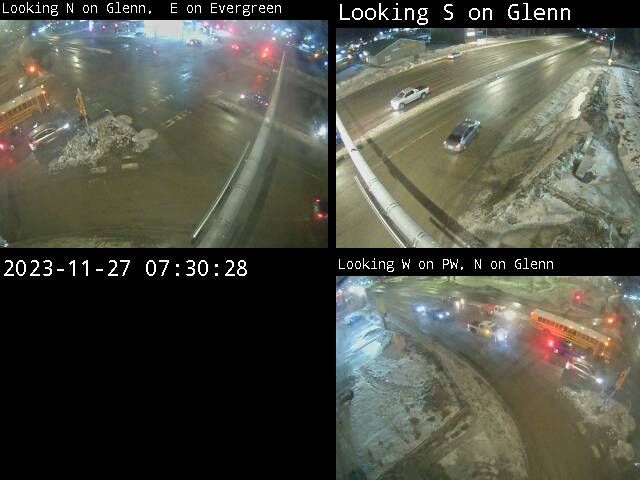 Looking N on Glenn, E on Evergreen
Looking S on Glenn
2023-11-27 07:30:28
Looking W on PW, N on Glenn